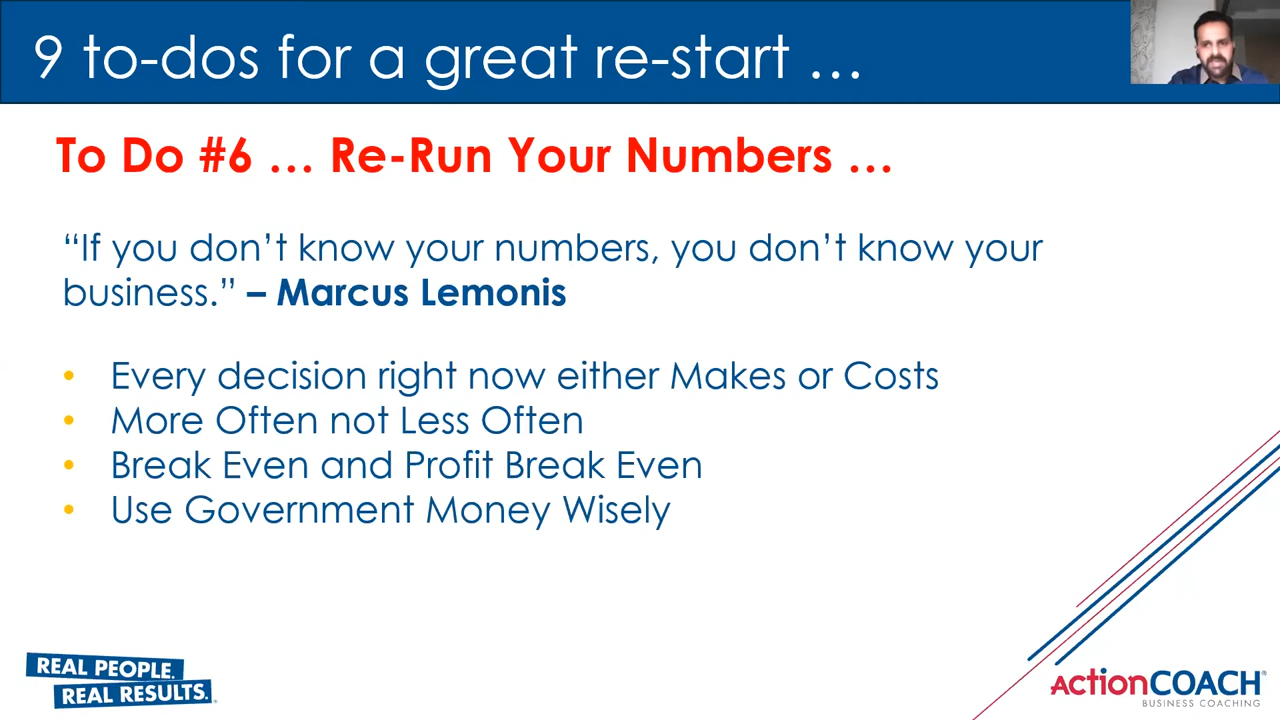 9 to-dos for a great re-start …
To Do #6 … Re-Run Your Numbers …
“If you don’t know your numbers, you don’t know your
business.” – Marcus Lemonis
• Every decision right now either Makes or Costs
• More Often not Less Often
• Break Even and Profit Break Even
• Use Government Money Wisely
REAL PEOPLE.
REAL RESULTS.
ActionCOACH®
BUSINESS COACHING